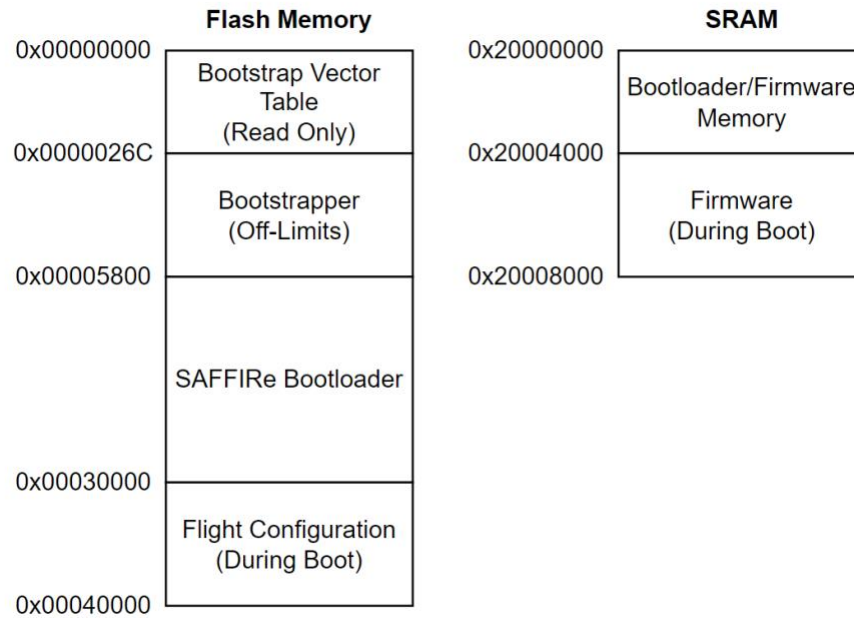 Flash Memory
0x00000000
Bootstrap Vector
Table
(Read Only)
0x0000026C
Bootstrapper
(Off-Limits)
0x00005800
SAFFIRe Bootloader
0x00030000
Flight Configuration
(During Boot)
0x00040000
SRAM
0x20000000
Bootloader/Firmware
Memory
0x20004000
Firmware
(During Boot)
0x20008000